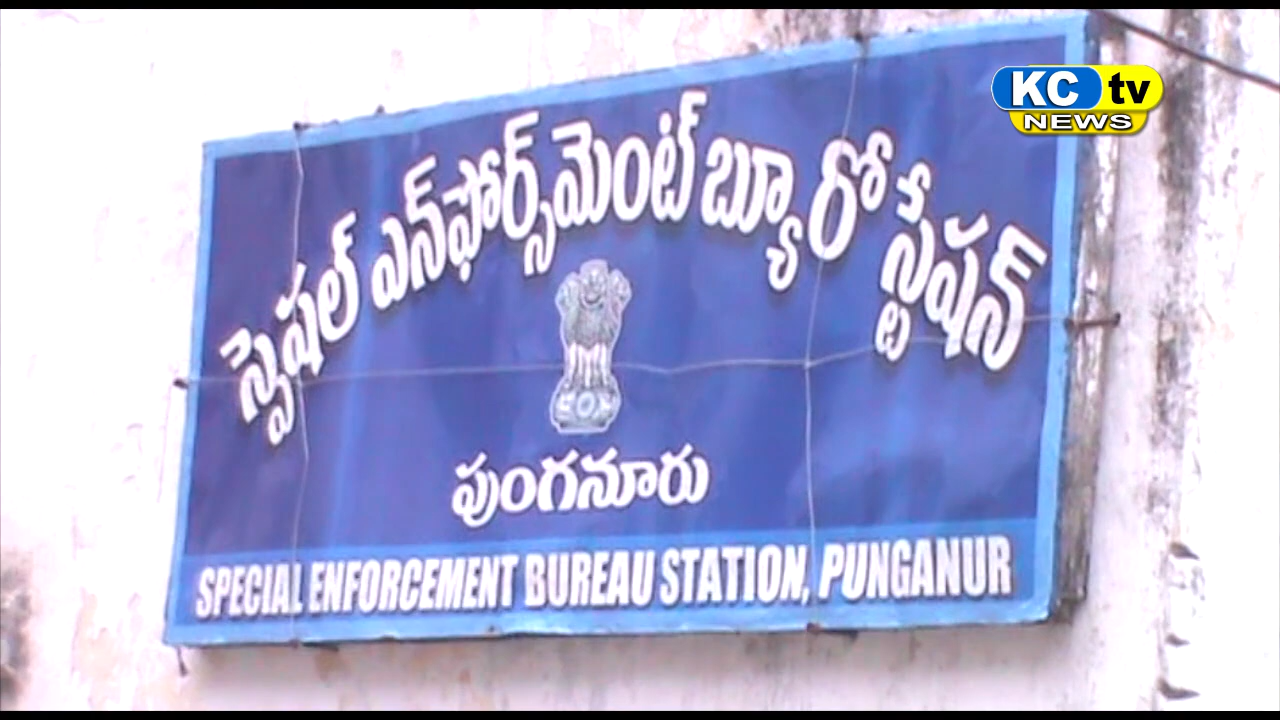 KC tv
NEWS
స్పెషల్ ఎన్‌ఫోర్స్‌మెంట్ బ్యూరో స్టేషన్
పుంగనూరు
SPECIAL ENFORCEMENT BUREAU STATION, PUNGANUR